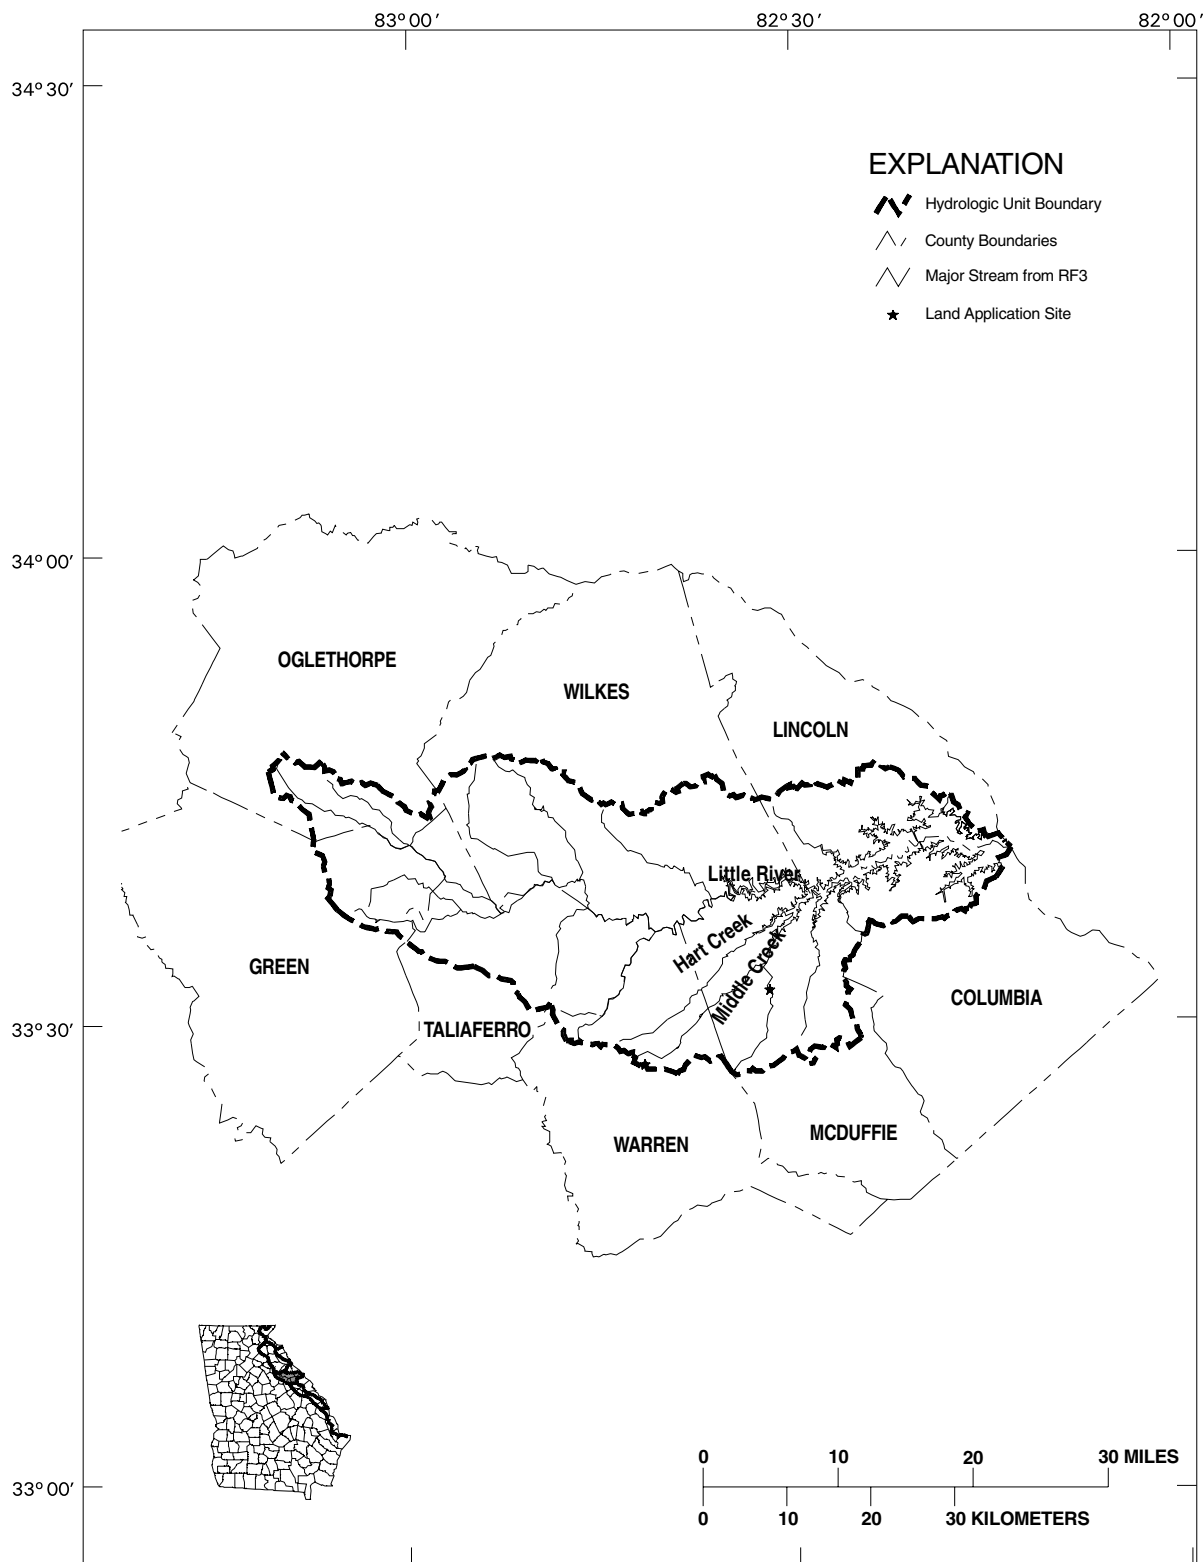 83° 00′
82° 30′
82° 00′
34° 30′
EXPLANATION
Hydrologic Unit Boundary
County Boundaries
Major Stream from RF3
Land Application Site
34° 00′
OGLETHORPE
WILKES
LINCOLN
Little River
Hart Creek
Middle Creek
GREEN
COLUMBIA
33° 30′
TALIAFERRO
MCDUFFIE
WARREN
0 10 20 30 MILES
33° 00′
0 10 20 30 KILOMETERS